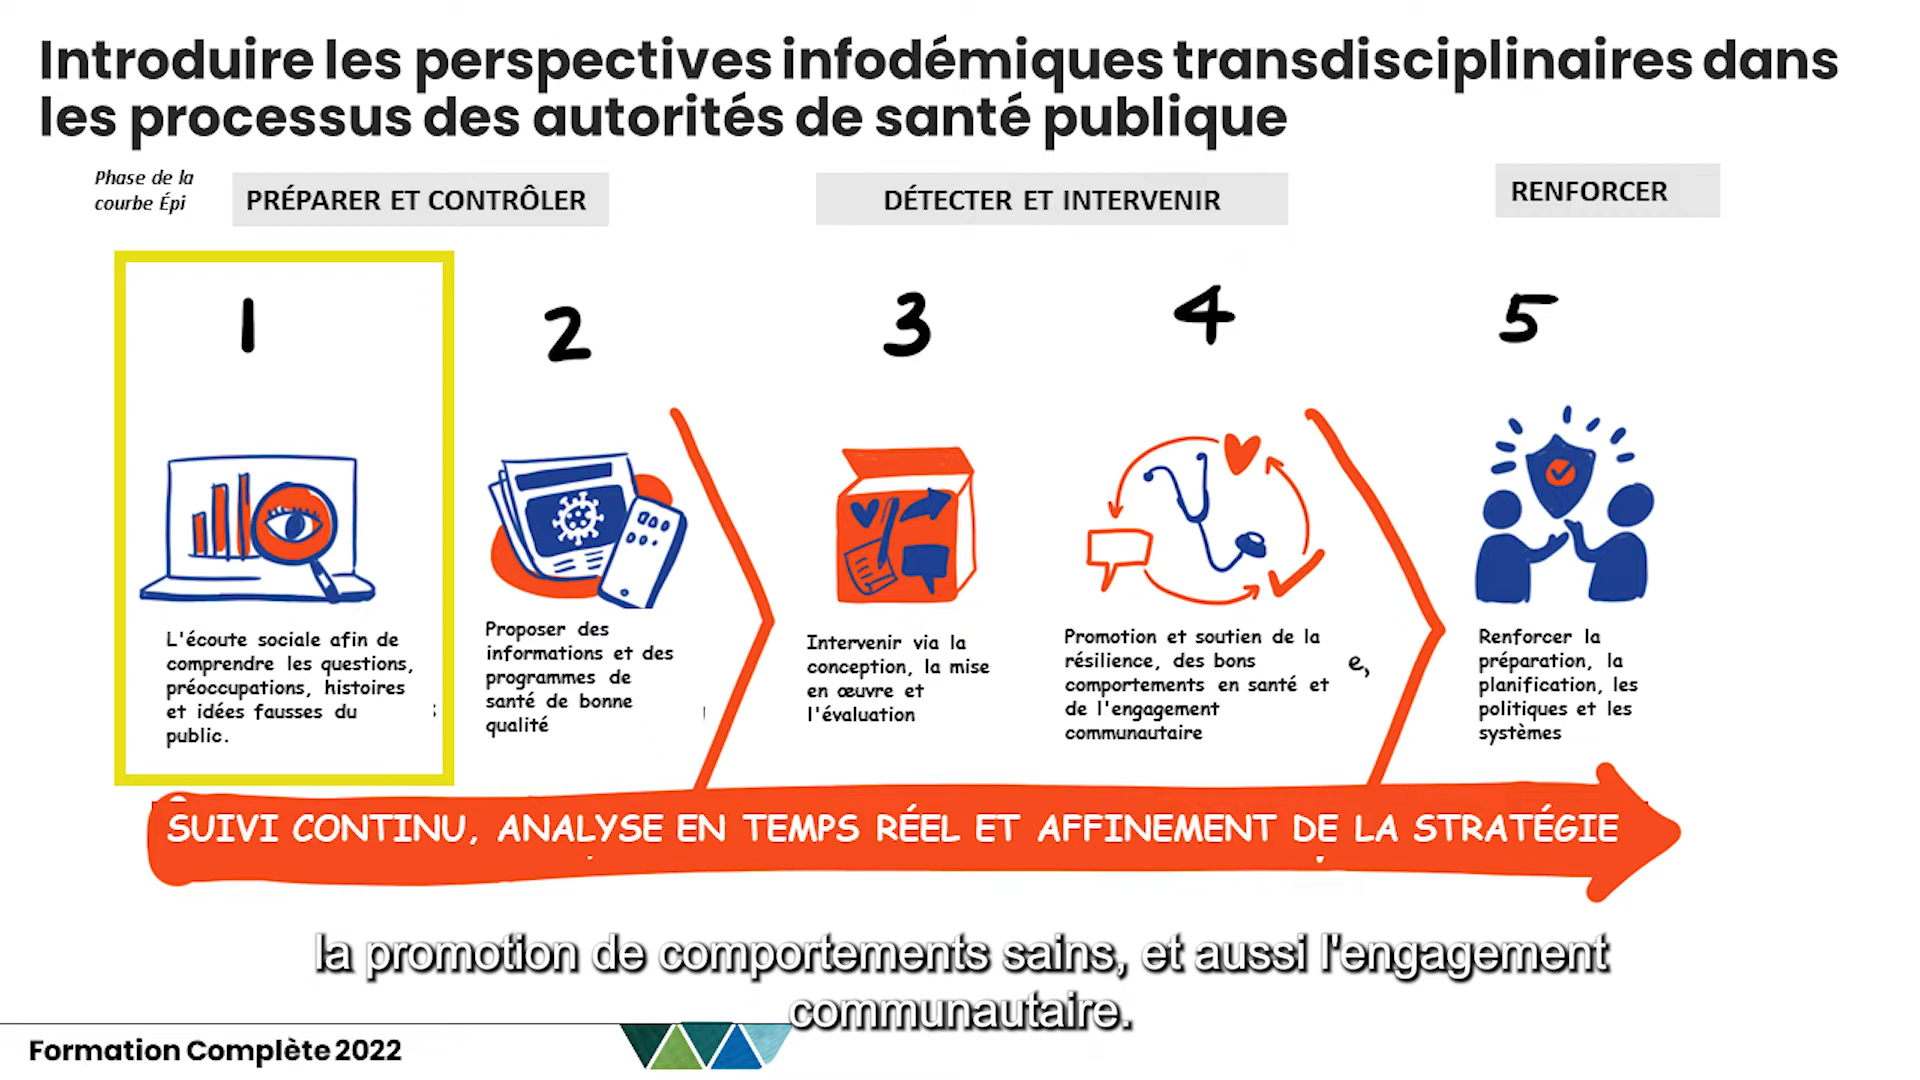 Introduire les perspectives infodémiques transdisciplinaires dans
les processus des autorités de santé publique
Phase de la
courbe Épi
PRÉPARER ET CONTRÔLER
DÉTECTER ET INTERVENIR
RENFORCER
1
2
3
4
5
L'écoute sociale afin de
comprendre les questions,
préoccupations, histoires
et idées fausses du
public.
Proposer des
informations et des
programmes de
santé de bonne
qualité
Intervenir via la
conception, la mise
en œuvre et
l'évaluation
Promotion et soutien de la
résilience, des bons
comportements en santé et
de l'engagement
communautaire
e,
Renforcer la
préparation, la
planification, les
politiques et les
systèmes
SUIVI CONTINU, ANALYSE EN TEMPS RÉEL ET AFFINEMENT DE LA STRATÉGIE
la promotion de comportements sains, et aussi l'engagement
communautaire.
Formation Complète 2022